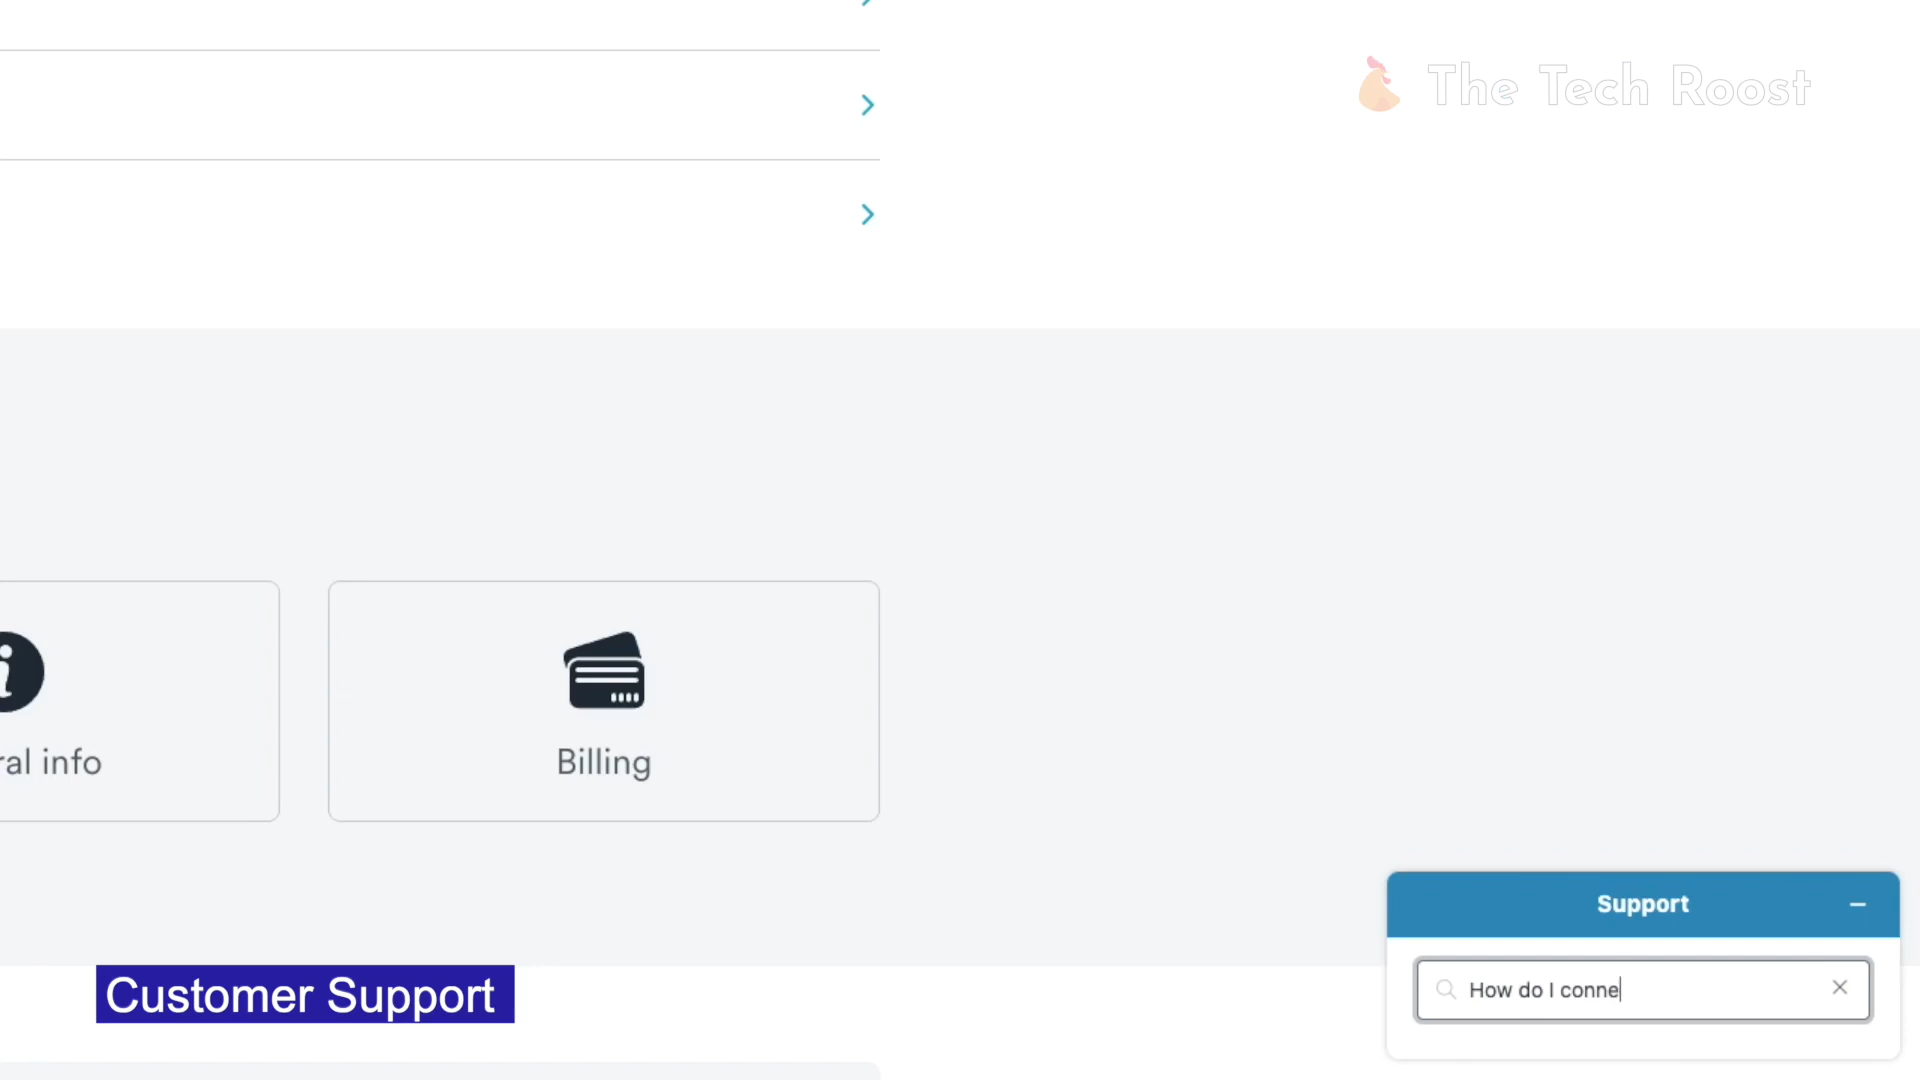 The Tech Roost
ral info
Billing
Support
How do I conne
Customer Support